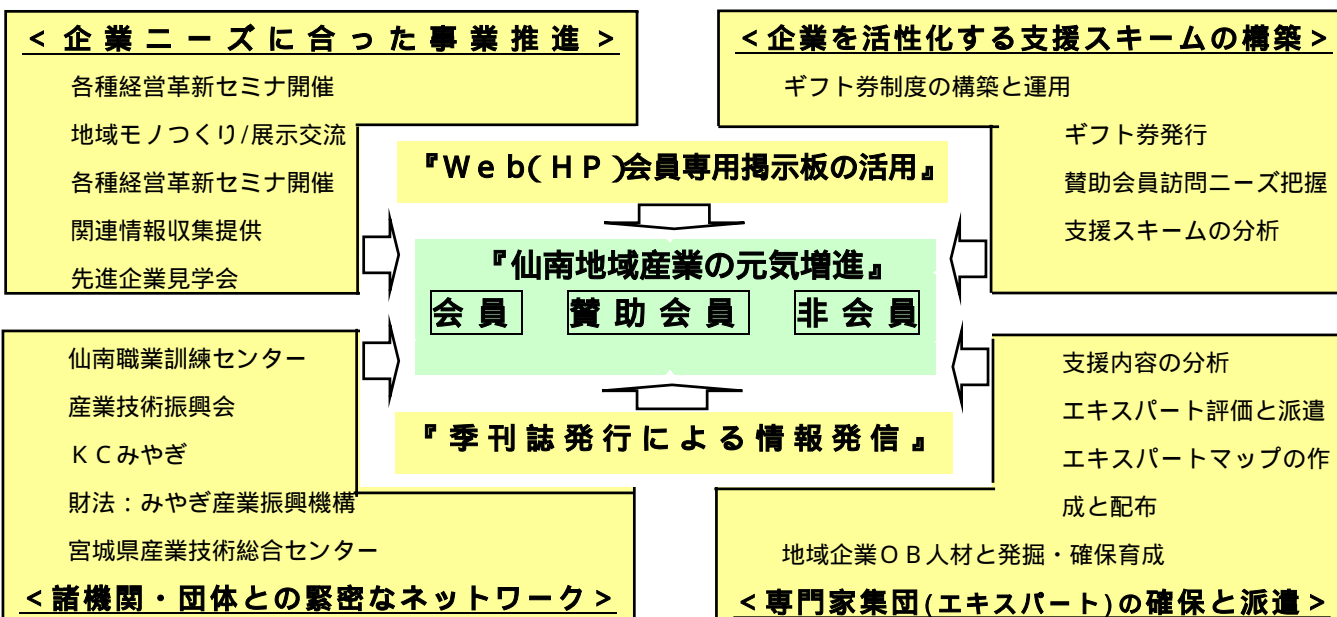 <企業ニーズに合った事業推進>
各種経営革新セミナ開催
地域モノつくり/展示交流
各種経営革新セミナ開催
関連情報収集提供
先進企業見学会
<企業を活性化する支援スキームの構築>
ギフト券制度の構築と運用
ギフト券発行
賛助会員訪問ニーズ把握
支援スキームの分析
『Web(HP)会員専用掲示板の活用』
『仙南地域産業の元気増進』
会員 賛助会員 非会員
『季刊誌発行による情報発信』
仙南職業訓練センター
産業技術振興会
KCみやぎ
財法:みやぎ産業振興機構
宮城県産業技術総合センター
<諸機関・団体との緊密なネットワーク>
支援内容の分析
エキスパート評価と派遣
エキスパートマップの作
成と配布
地域企業OB人材と発掘・確保育成
<専門家集団(エキスパート)の確保と派遣>